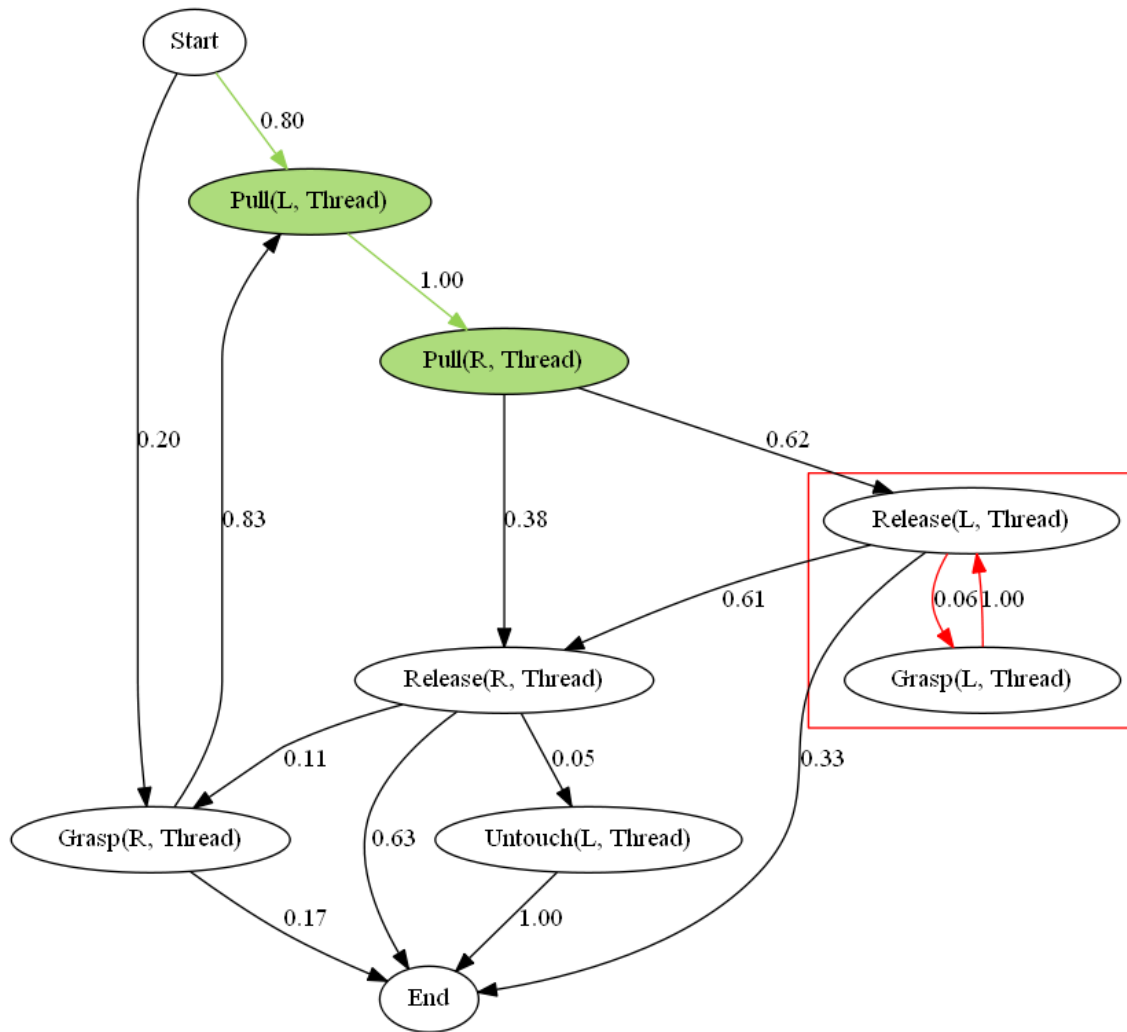 Start
0.80
Pull(L, Thread)
1.00
Pull(R, Thread)
0.20
0.62
0.83
0.38
Release(L, Thread)
0.61
0.06
1.00
Release(R, Thread)
Grasp(L, Thread)
0.11
0.05
0.33
Grasp(R, Thread)
0.63
Untouch(L, Thread)
0.17
1.00
End